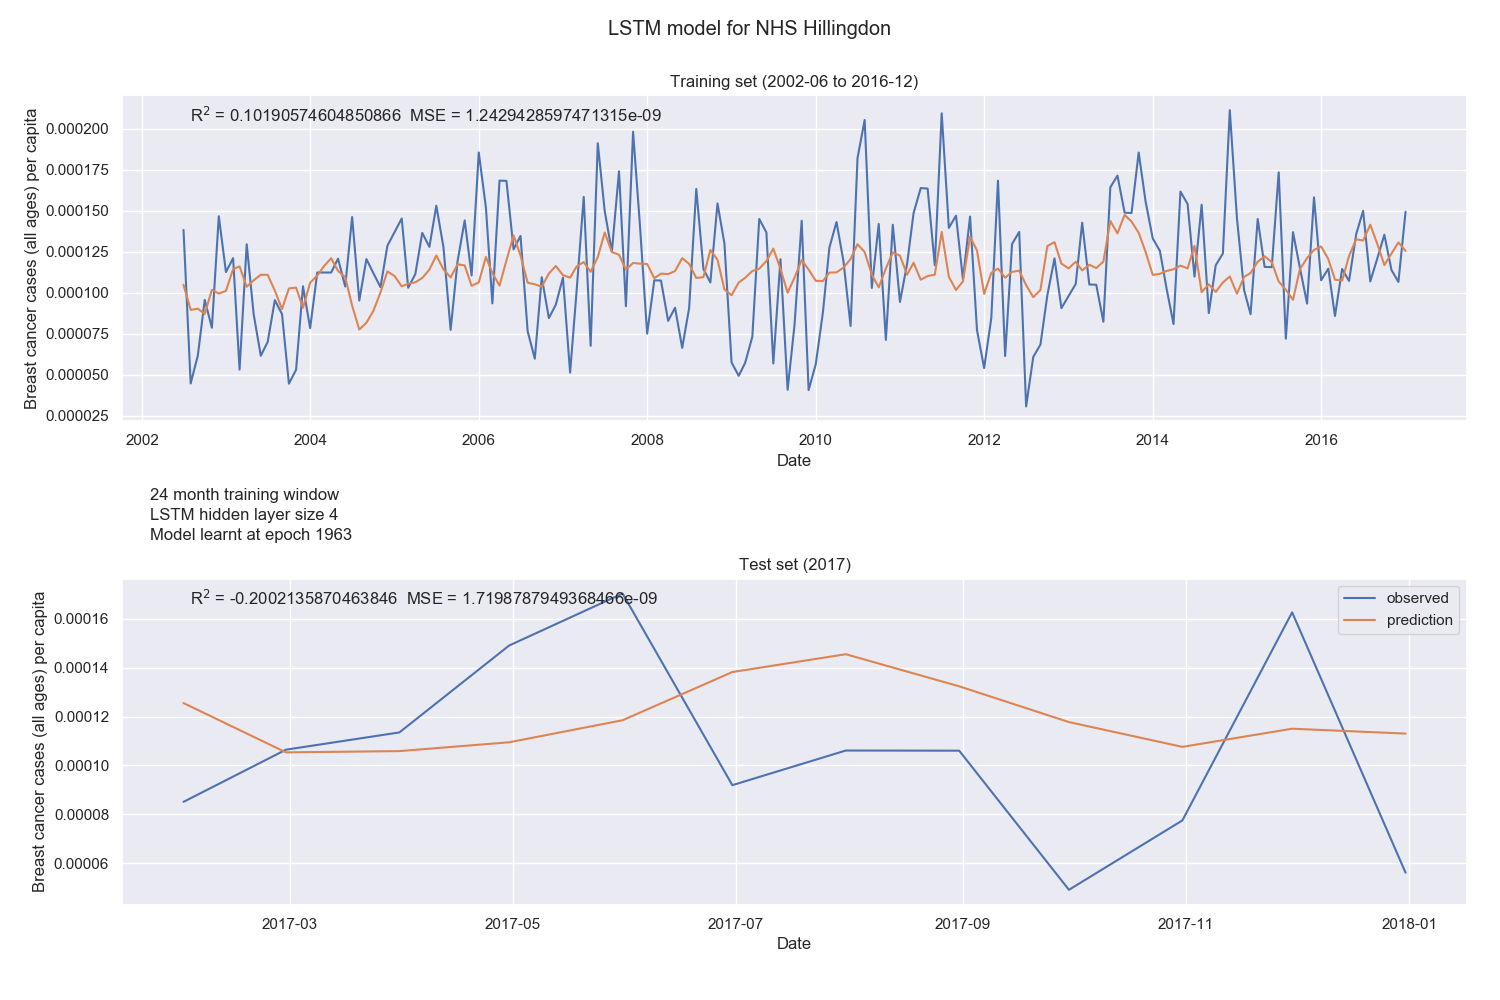 LSTM model for NHS Hillingdon
Training set (2002-06 to 2016-12)
R² = 0.10190574604850866 MSE = 1.2429428597471315e-09
Breast cancer cases (all ages) per capita
0.000200
0.000175
0.000150
0.000125
0.000100
0.000075
0.000050
0.000025
2002 2004 2006 2008 2010 2012 2014 2016
Date
24 month training window
LSTM hidden layer size 4
Model learnt at epoch 1963
Test set (2017)
R² = -0.2002135870463846 MSE = 1.7198787949368466e-09
observed
prediction
Breast cancer cases (all ages) per capita
0.00016
0.00014
0.00012
0.00010
0.00008
0.00006
2017-03 2017-05 2017-07 2017-09 2017-11 2018-01
Date